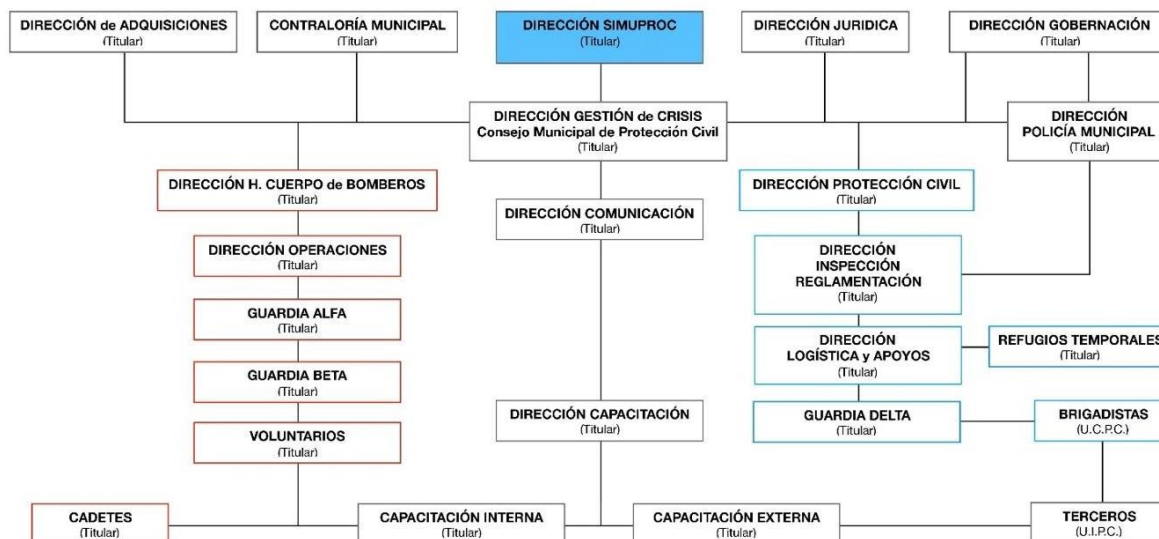 DIRECCIÓN de ADQUISICIONES
(Titular)
CONTRALORÍA MUNICIPAL
(Titular)
DIRECCIÓN SIMUPROC
(Titular)
DIRECCIÓN JURIDICA
(Titular)
DIRECCIÓN GOBERNACIÓN
(Titular)
DIRECCIÓN GESTIÓN de CRISIS
Consejo Municipal de Protección Civil
(Titular)
DIRECCIÓN
POLICÍA MUNICIPAL
(Titular)
DIRECCIÓN H. CUERPO de BOMBEROS
(Titular)
DIRECCIÓN COMUNICACIÓN
(Titular)
DIRECCIÓN PROTECCIÓN CIVIL
(Titular)
DIRECCIÓN OPERACIONES
(Titular)
DIRECCIÓN
INSPECCIÓN
REGLAMENTACIÓN
(Titular)
GUARDIA ALFA
(Titular)
DIRECCIÓN
LOGÍSTICA y APOYOS
(Titular)
REFUGIOS TEMPORALES
(Titular)
GUARDIA BETA
(Titular)
VOLUNTARIOS
(Titular)
DIRECCIÓN CAPACITACIÓN
(Titular)
GUARDIA DELTA
(Titular)
BRIGADISTAS
(U.C.P.C.)
CADETES
(Titular)
CAPACITACIÓN INTERNA
(Titular)
CAPACITACIÓN EXTERNA
(Titular)
TERCEROS
(U.I.P.C.)